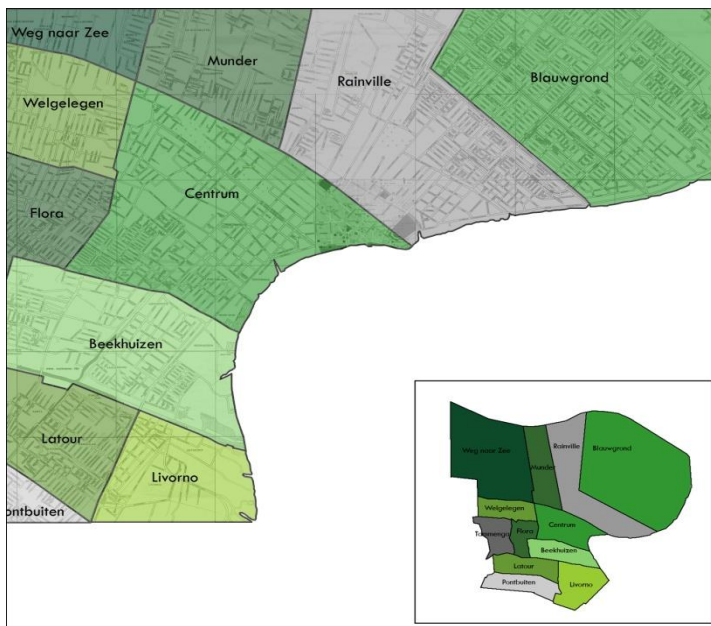 Weg naar Zee
Munder
Rainville
Blauwgrond
Welgelegen
Centrum
Flora
Beekhuizen
Latour
Livorno
Pontbuiten
Weg naar Zee
Munder
Rainville
Blauwgrond
Welgelegen
Centrum
Flora
Beekhuizen
Latour
Pontbuiten
Livorno